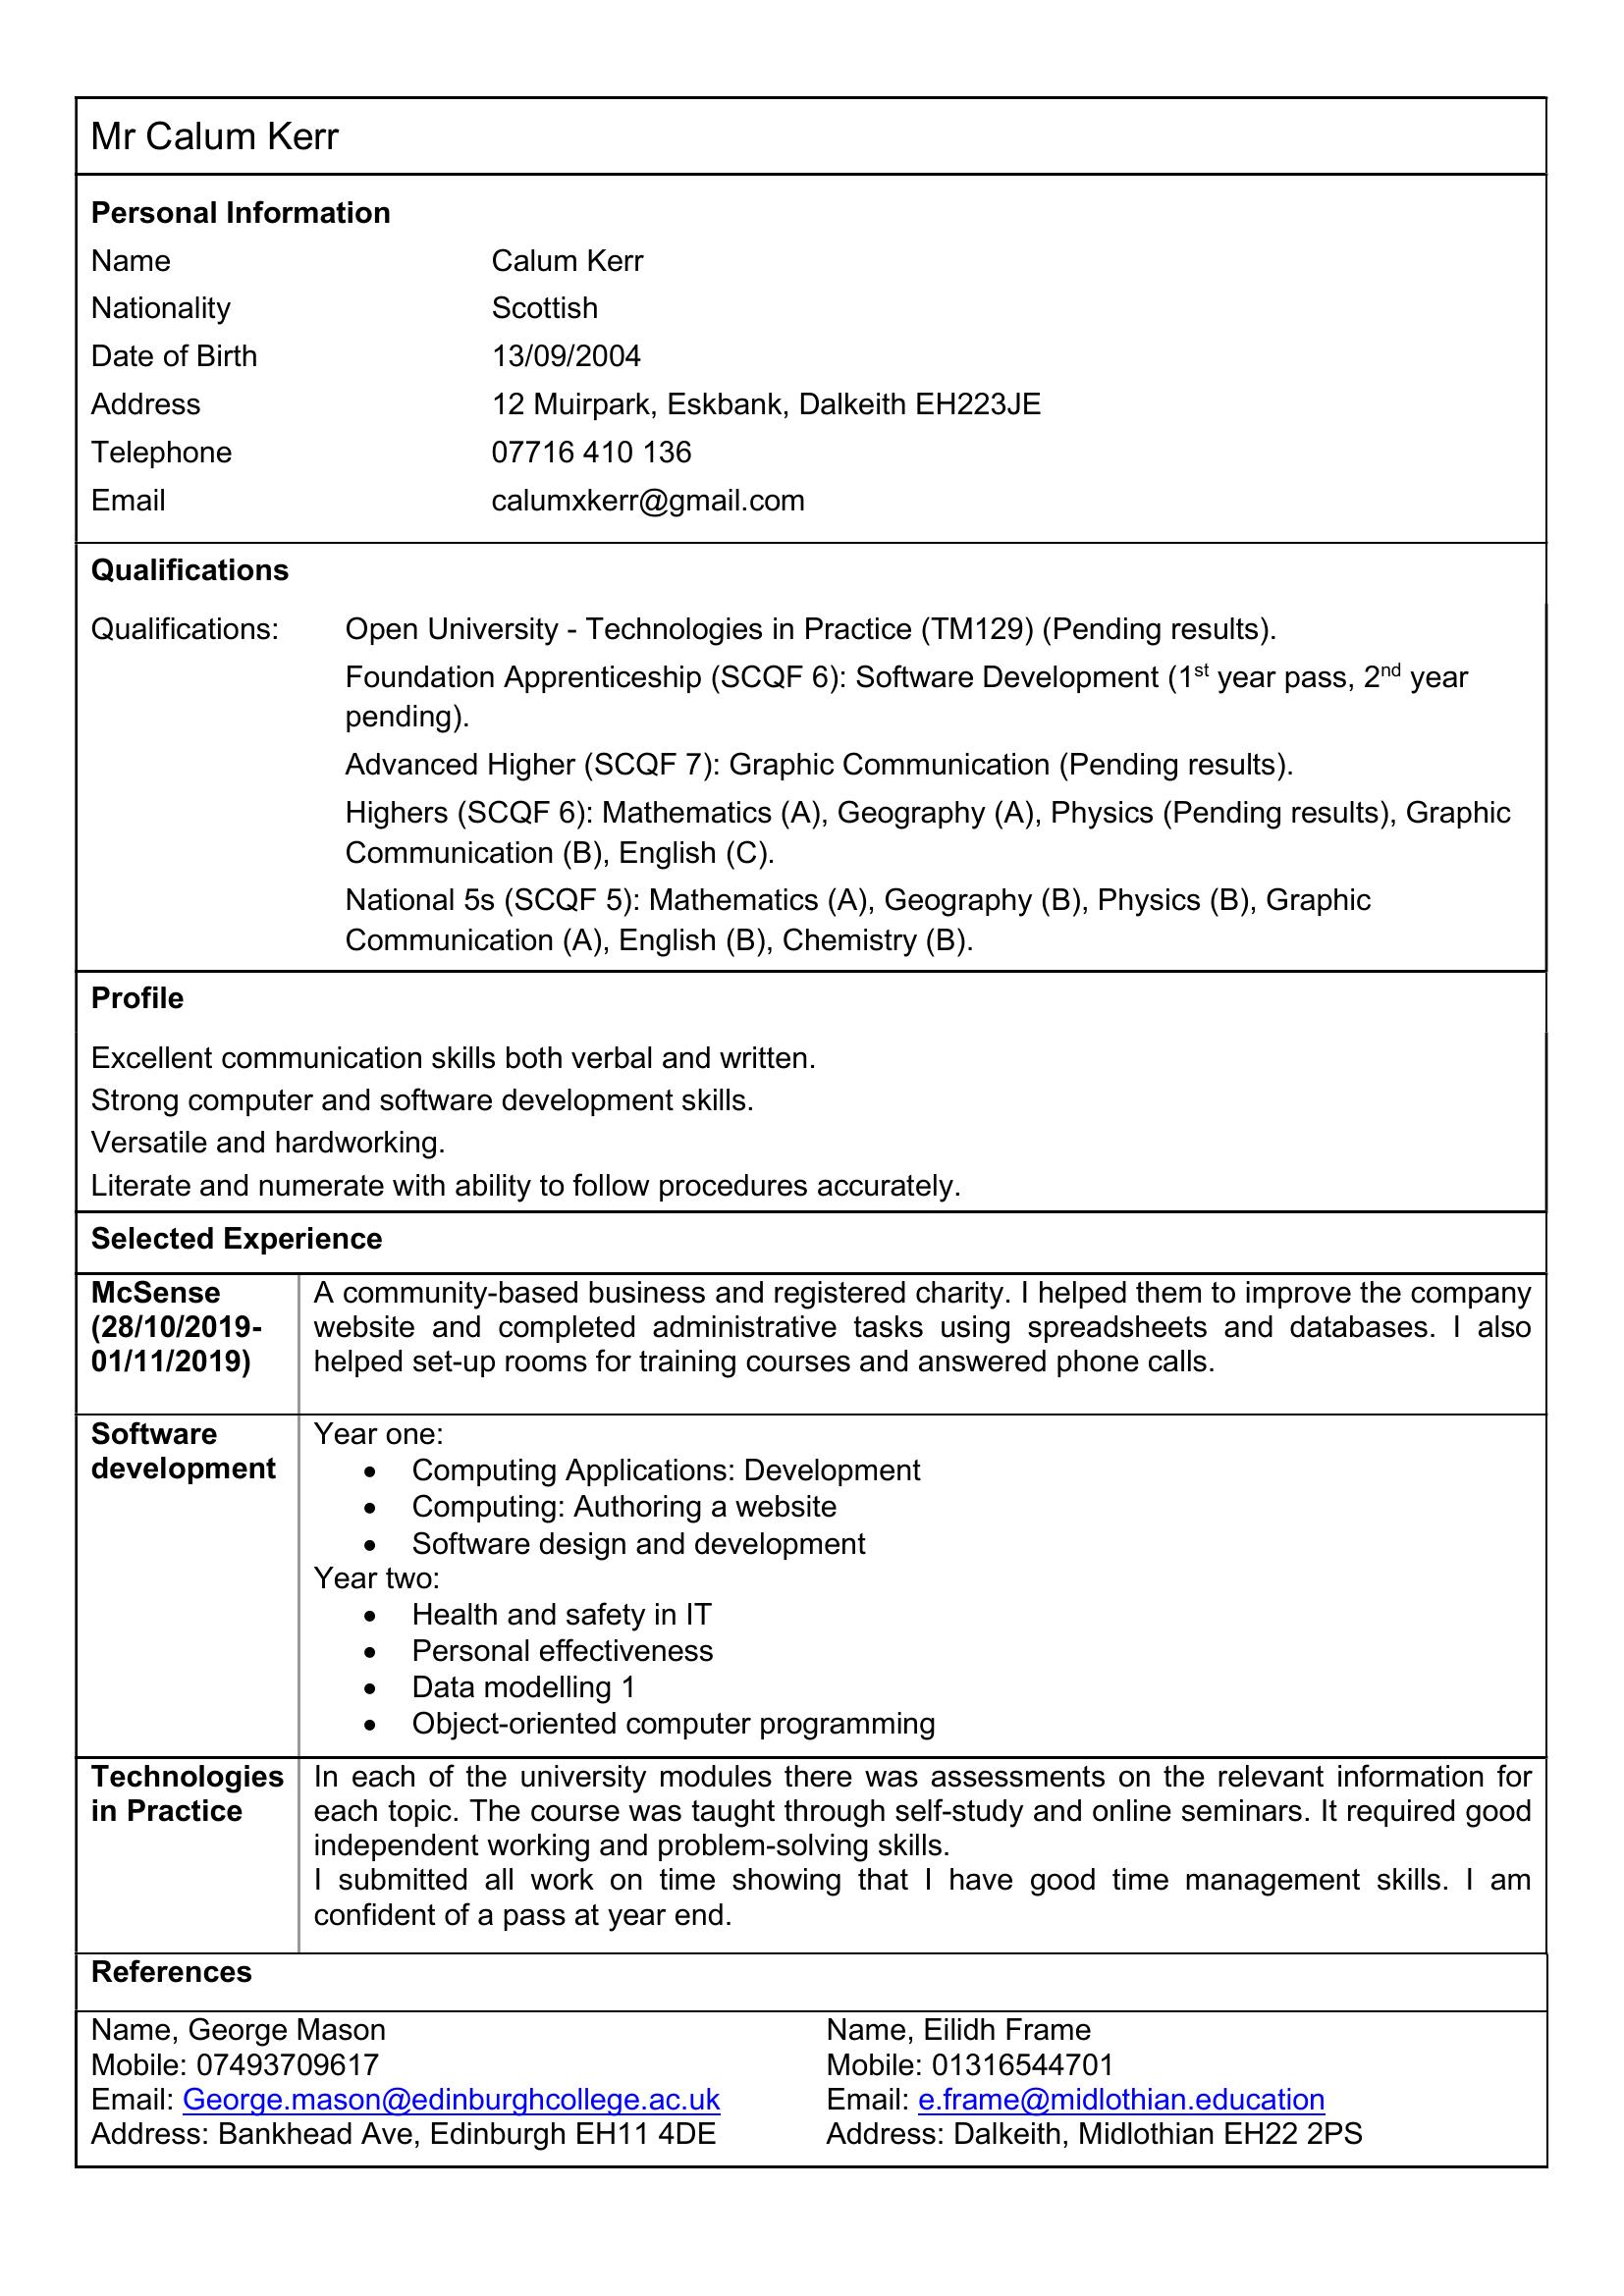 Mr Calum Kerr
Personal Information
Name Calum Kerr
Nationality Scottish
Date of Birth 13/09/2004
Address 12 Muirpark, Eskbank, Dalkeith EH223JE
Telephone 07716 410 136
Email calumxkerr@gmail.com
Qualifications
Qualifications: Open University - Technologies in Practice (TM129) (Pending results).
Foundation Apprenticeship (SCQF 6): Software Development (1st year pass, 2nd year
pending).
Advanced Higher (SCQF 7): Graphic Communication (Pending results).
Highers (SCQF 6): Mathematics (A), Geography (A), Physics (Pending results), Graphic
Communication (B), English (C).
National 5s (SCQF 5): Mathematics (A), Geography (B), Physics (B), Graphic
Communication (A), English (B), Chemistry (B).
Profile
Excellent communication skills both verbal and written.
Strong computer and software development skills.
Versatile and hardworking.
Literate and numerate with ability to follow procedures accurately.
Selected Experience
McSense
(28/10/2019-
01/11/2019)
A community-based business and registered charity. I helped them to improve the company
website and completed administrative tasks using spreadsheets and databases. I also
helped set-up rooms for training courses and answered phone calls.
Software
development
Year one:
• Computing Applications: Development
• Computing: Authoring a website
• Software design and development
Year two:
• Health and safety in IT
• Personal effectiveness
• Data modelling 1
• Object-oriented computer programming
Technologies
in Practice
In each of the university modules there was assessments on the relevant information for
each topic. The course was taught through self-study and online seminars. It required good
independent working and problem-solving skills.
I submitted all work on time showing that I have good time management skills. I am
confident of a pass at year end.
References
Name, George Mason
Mobile: 07493709617
Email: George.mason@edinburghcollege.ac.uk
Address: Bankhead Ave, Edinburgh EH11 4DE
Name, Eilidh Frame
Mobile: 01316544701
Email: e.frame@midlothian.education
Address: Dalkeith, Midlothian EH22 2PS